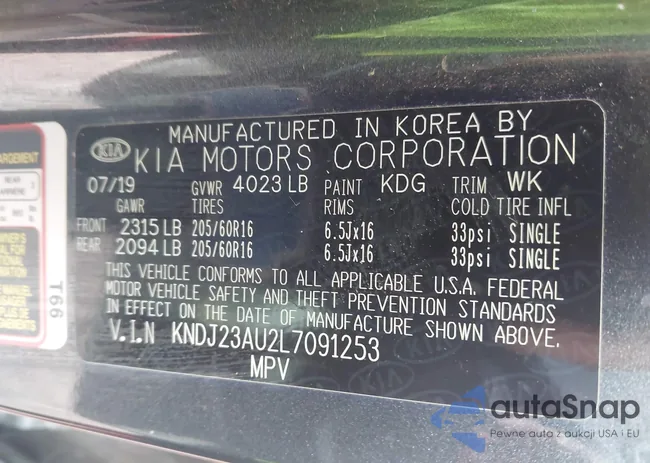 MANUFACTURED IN KOREA BY
KIA KIA MOTORS CORPORATION
07/19 GVWR 4023 LB PAINT KDG TRIM WK
GAWR TIRES RIMS COLD TIRE INFL
FRONT 2315 LB 205/60R16 6.5Jx16 33psi SINGLE
REAR 2094 LB 205/60R16 6.5Jx16 33psi SINGLE
THIS VEHICLE CONFORMS TO ALL APPLICABLE U.S.A. FEDERAL
MOTOR VEHICLE SAFETY AND THEFT PREVENTION STANDARDS
IN EFFECT ON THE DATE OF MANUFACTURE SHOWN ABOVE.
V.I.N KNDJ23AU2L7091253
MPV
T66
autaSnap
Pewne auta z aukcji USA i EU